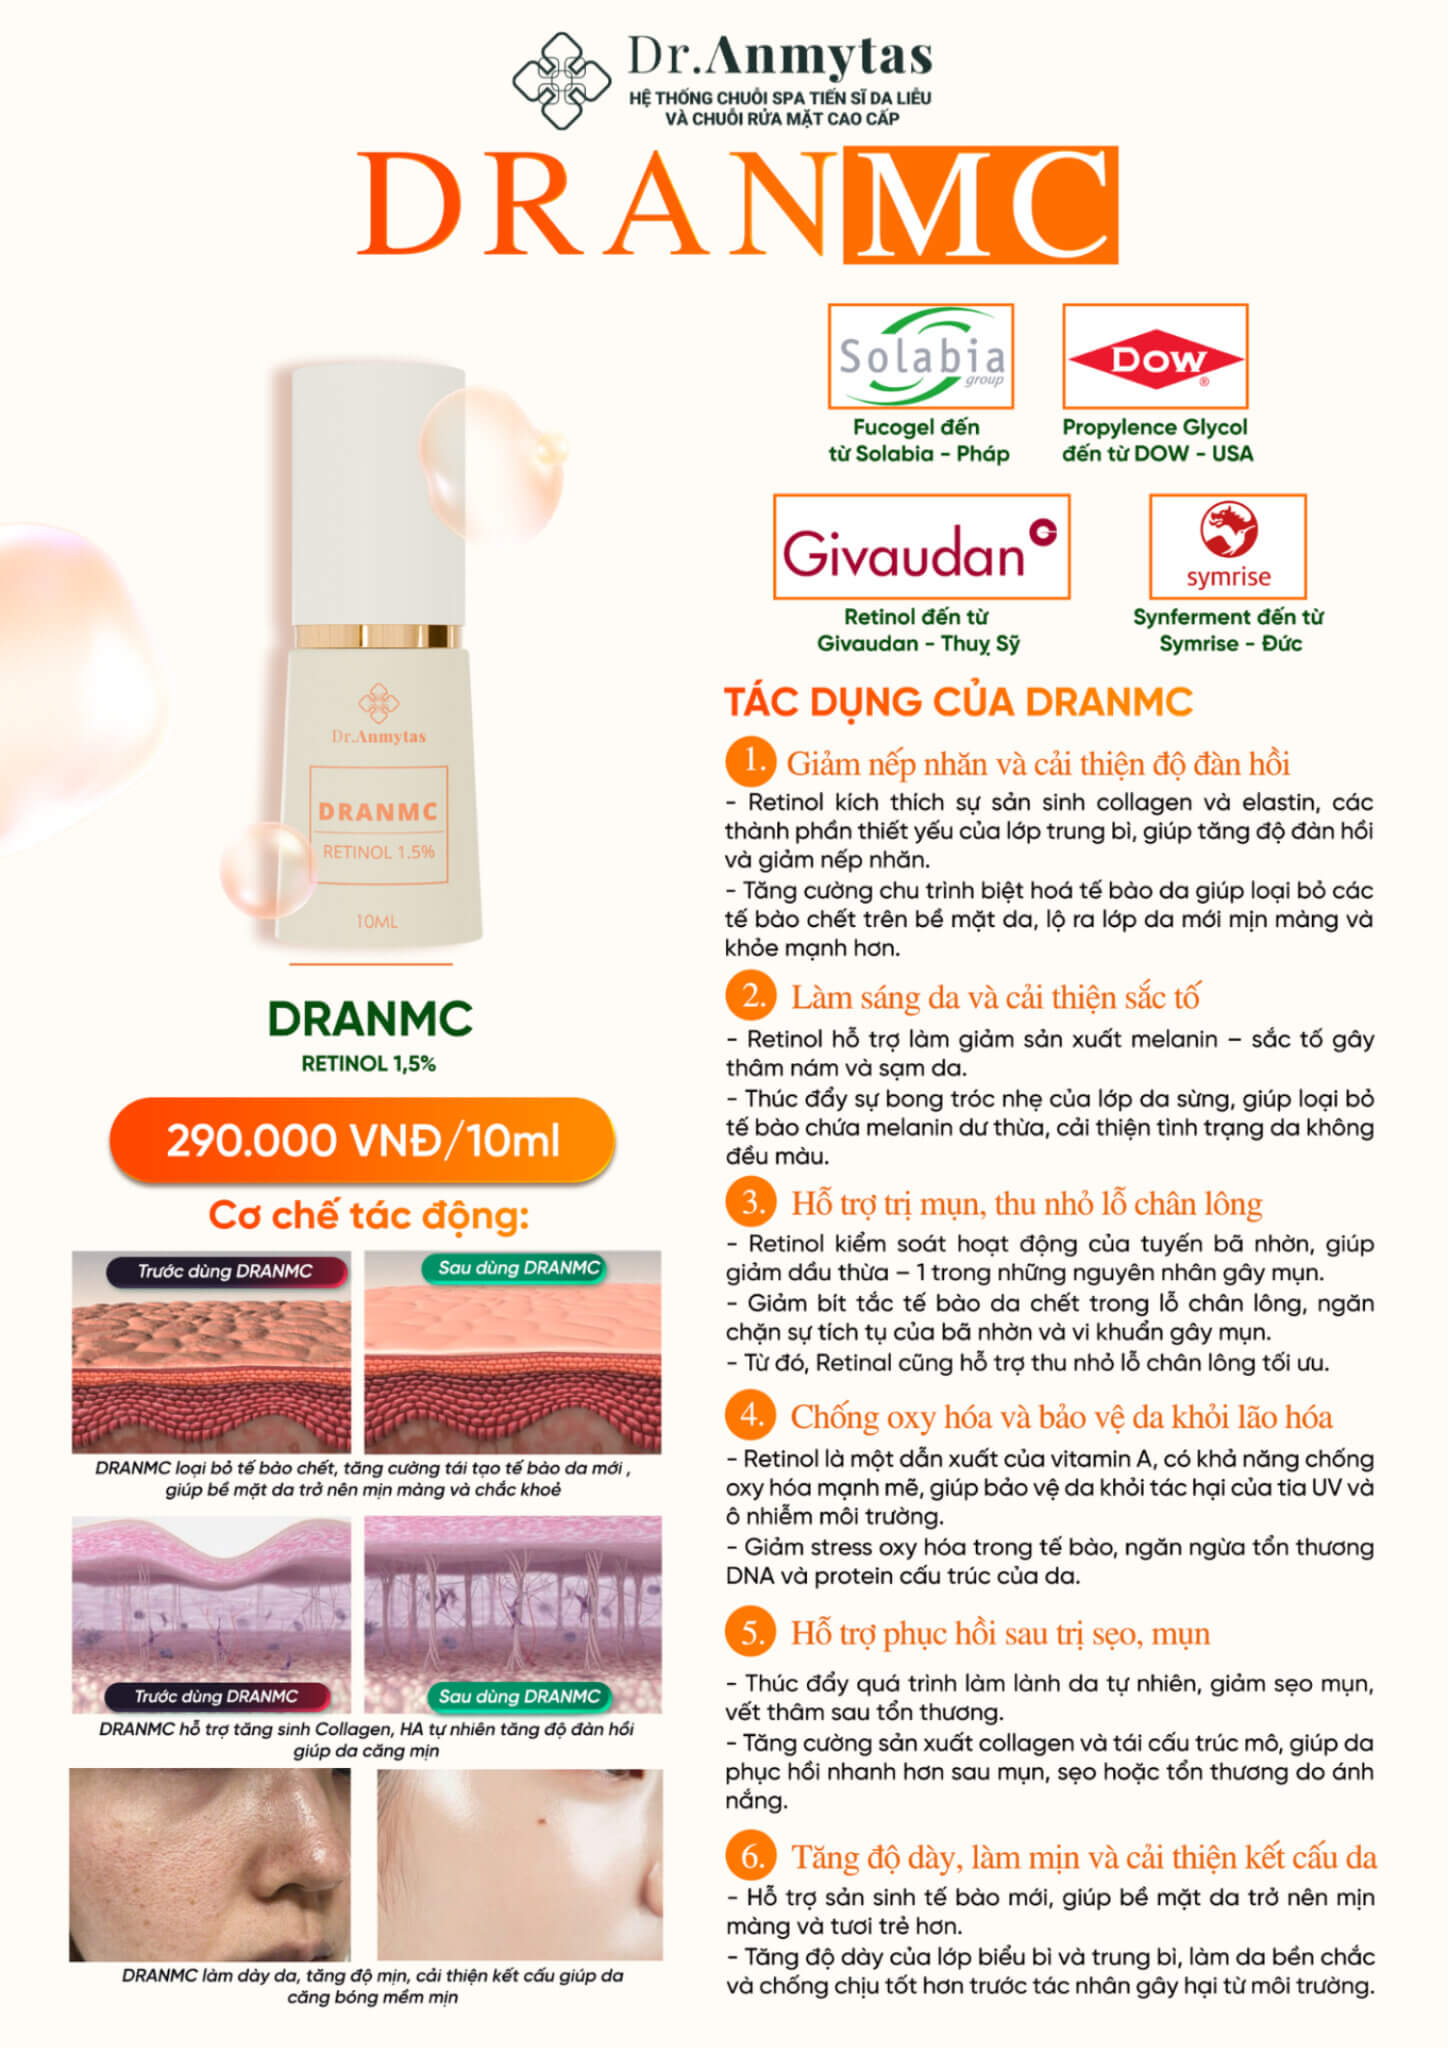 Dr.Anmytas
HỆ THỐNG CHUỖI SPA TIẾN SĨ DA LIỄU
VÀ CHUỖI RỬA MẶT CAO CẤP
DRANMC
Solabia
group
DOW
®
Fucogel đến
từ Solabia - Pháp
Propylence Glycol
đến từ DOW - USA
Givaudan
symrise
Retinol đến từ
Givaudan - Thuỵ Sỹ
Synferment đến từ
Symrise - Đức
Dr.Anmytas
DRANMC
RETINOL 1.5%
10ML
DRANMC
RETINOL 1,5%
290.000 VNĐ/10ml
Cơ chế tác động:
Trước dùng DRANMC
Sau dùng DRANMC
DRANMC loại bỏ tế bào chết, tăng cường tái tạo tế bào da mới ,
giúp bề mặt da trở nên mịn màng và chắc khoẻ
Trước dùng DRANMC
Sau dùng DRANMC
DRANMC hỗ trợ tăng sinh Collagen, HA tự nhiên tăng độ đàn hồi
giúp da căng mịn
DRANMC làm dày da, tăng độ mịn, cải thiện kết cấu giúp da
căng bóng mềm mịn
TÁC DỤNG CỦA DRANMC
1. Giảm nếp nhăn và cải thiện độ đàn hồi
- Retinol kích thích sự sản sinh collagen và elastin, các
thành phần thiết yếu của lớp trung bì, giúp tăng độ đàn hồi
và giảm nếp nhăn.
- Tăng cường chu trình biệt hoá tế bào da giúp loại bỏ các
tế bào chết trên bề mặt da, lộ ra lớp da mới mịn màng và
khỏe mạnh hơn.
2. Làm sáng da và cải thiện sắc tố
- Retinol hỗ trợ làm giảm sản xuất melanin – sắc tố gây
thâm nám và sạm da.
- Thúc đẩy sự bong tróc nhẹ của lớp da sừng, giúp loại bỏ
tế bào chứa melanin dư thừa, cải thiện tình trạng da không
đều màu.
3. Hỗ trợ trị mụn, thu nhỏ lỗ chân lông
- Retinol kiểm soát hoạt động của tuyến bã nhờn, giúp
giảm dầu thừa – 1 trong những nguyên nhân gây mụn.
- Giảm bít tắc tế bào da chết trong lỗ chân lông, ngăn
chặn sự tích tụ của bã nhờn và vi khuẩn gây mụn.
- Từ đó, Retinal cũng hỗ trợ thu nhỏ lỗ chân lông tối ưu.
4. Chống oxy hóa và bảo vệ da khỏi lão hóa
- Retinol là một dẫn xuất của vitamin A, có khả năng chống
oxy hóa mạnh mẽ, giúp bảo vệ da khỏi tác hại của tia UV và
ô nhiễm môi trường.
- Giảm stress oxy hóa trong tế bào, ngăn ngừa tổn thương
DNA và protein cấu trúc của da.
5. Hỗ trợ phục hồi sau trị sẹo, mụn
- Thúc đẩy quá trình làm lành da tự nhiên, giảm sẹo mụn,
vết thâm sau tổn thương.
- Tăng cường sản xuất collagen và tái cấu trúc mô, giúp da
phục hồi nhanh hơn sau mụn, sẹo hoặc tổn thương do ánh
nắng.
6. Tăng độ dày, làm mịn và cải thiện kết cấu da
- Hỗ trợ sản sinh tế bào mới, giúp bề mặt da trở nên mịn
màng và tươi trẻ hơn.
- Tăng độ dày của lớp biểu bì và trung bì, làm da bền chắc
và chống chịu tốt hơn trước tác nhân gây hại từ môi trường.